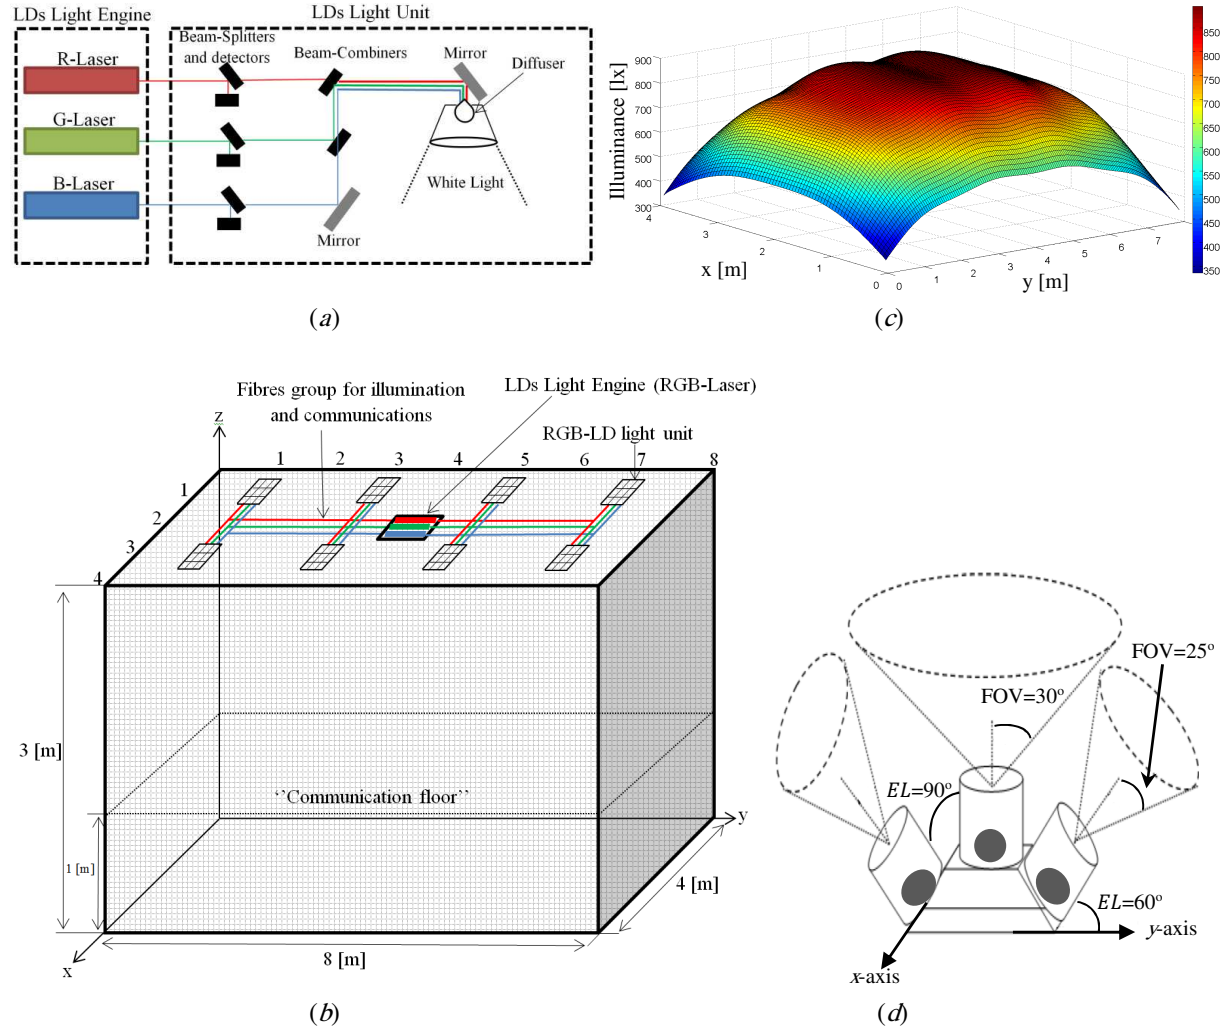 LDs Light Engine
LDs Light Unit
R-Laser
G-Laser
B-Laser
Beam-Splitters
and detectors
Beam-Combiners
Mirror
Diffuser
White Light
Mirror
(a)
Illuminance [lx]
900
800
700
600
500
400
300
4
3
2
1
0
x [m]
0
1
2
3
4
5
6
7
y [m]
850
800
750
700
650
600
550
500
450
400
350
(c)
Fibres group for illumination
and communications
LDs Light Engine (RGB-Laser)
RGB-LD light unit
z
1 2 3 4 5 6 7 8
1
2
3
4
3 [m]
‘‘Communication floor’’
1 [m]
y
4 [m]
8 [m]
x
(b)
FOV=25º
FOV=30º
EL=90º
EL=60º
y-axis
x-axis
(d)